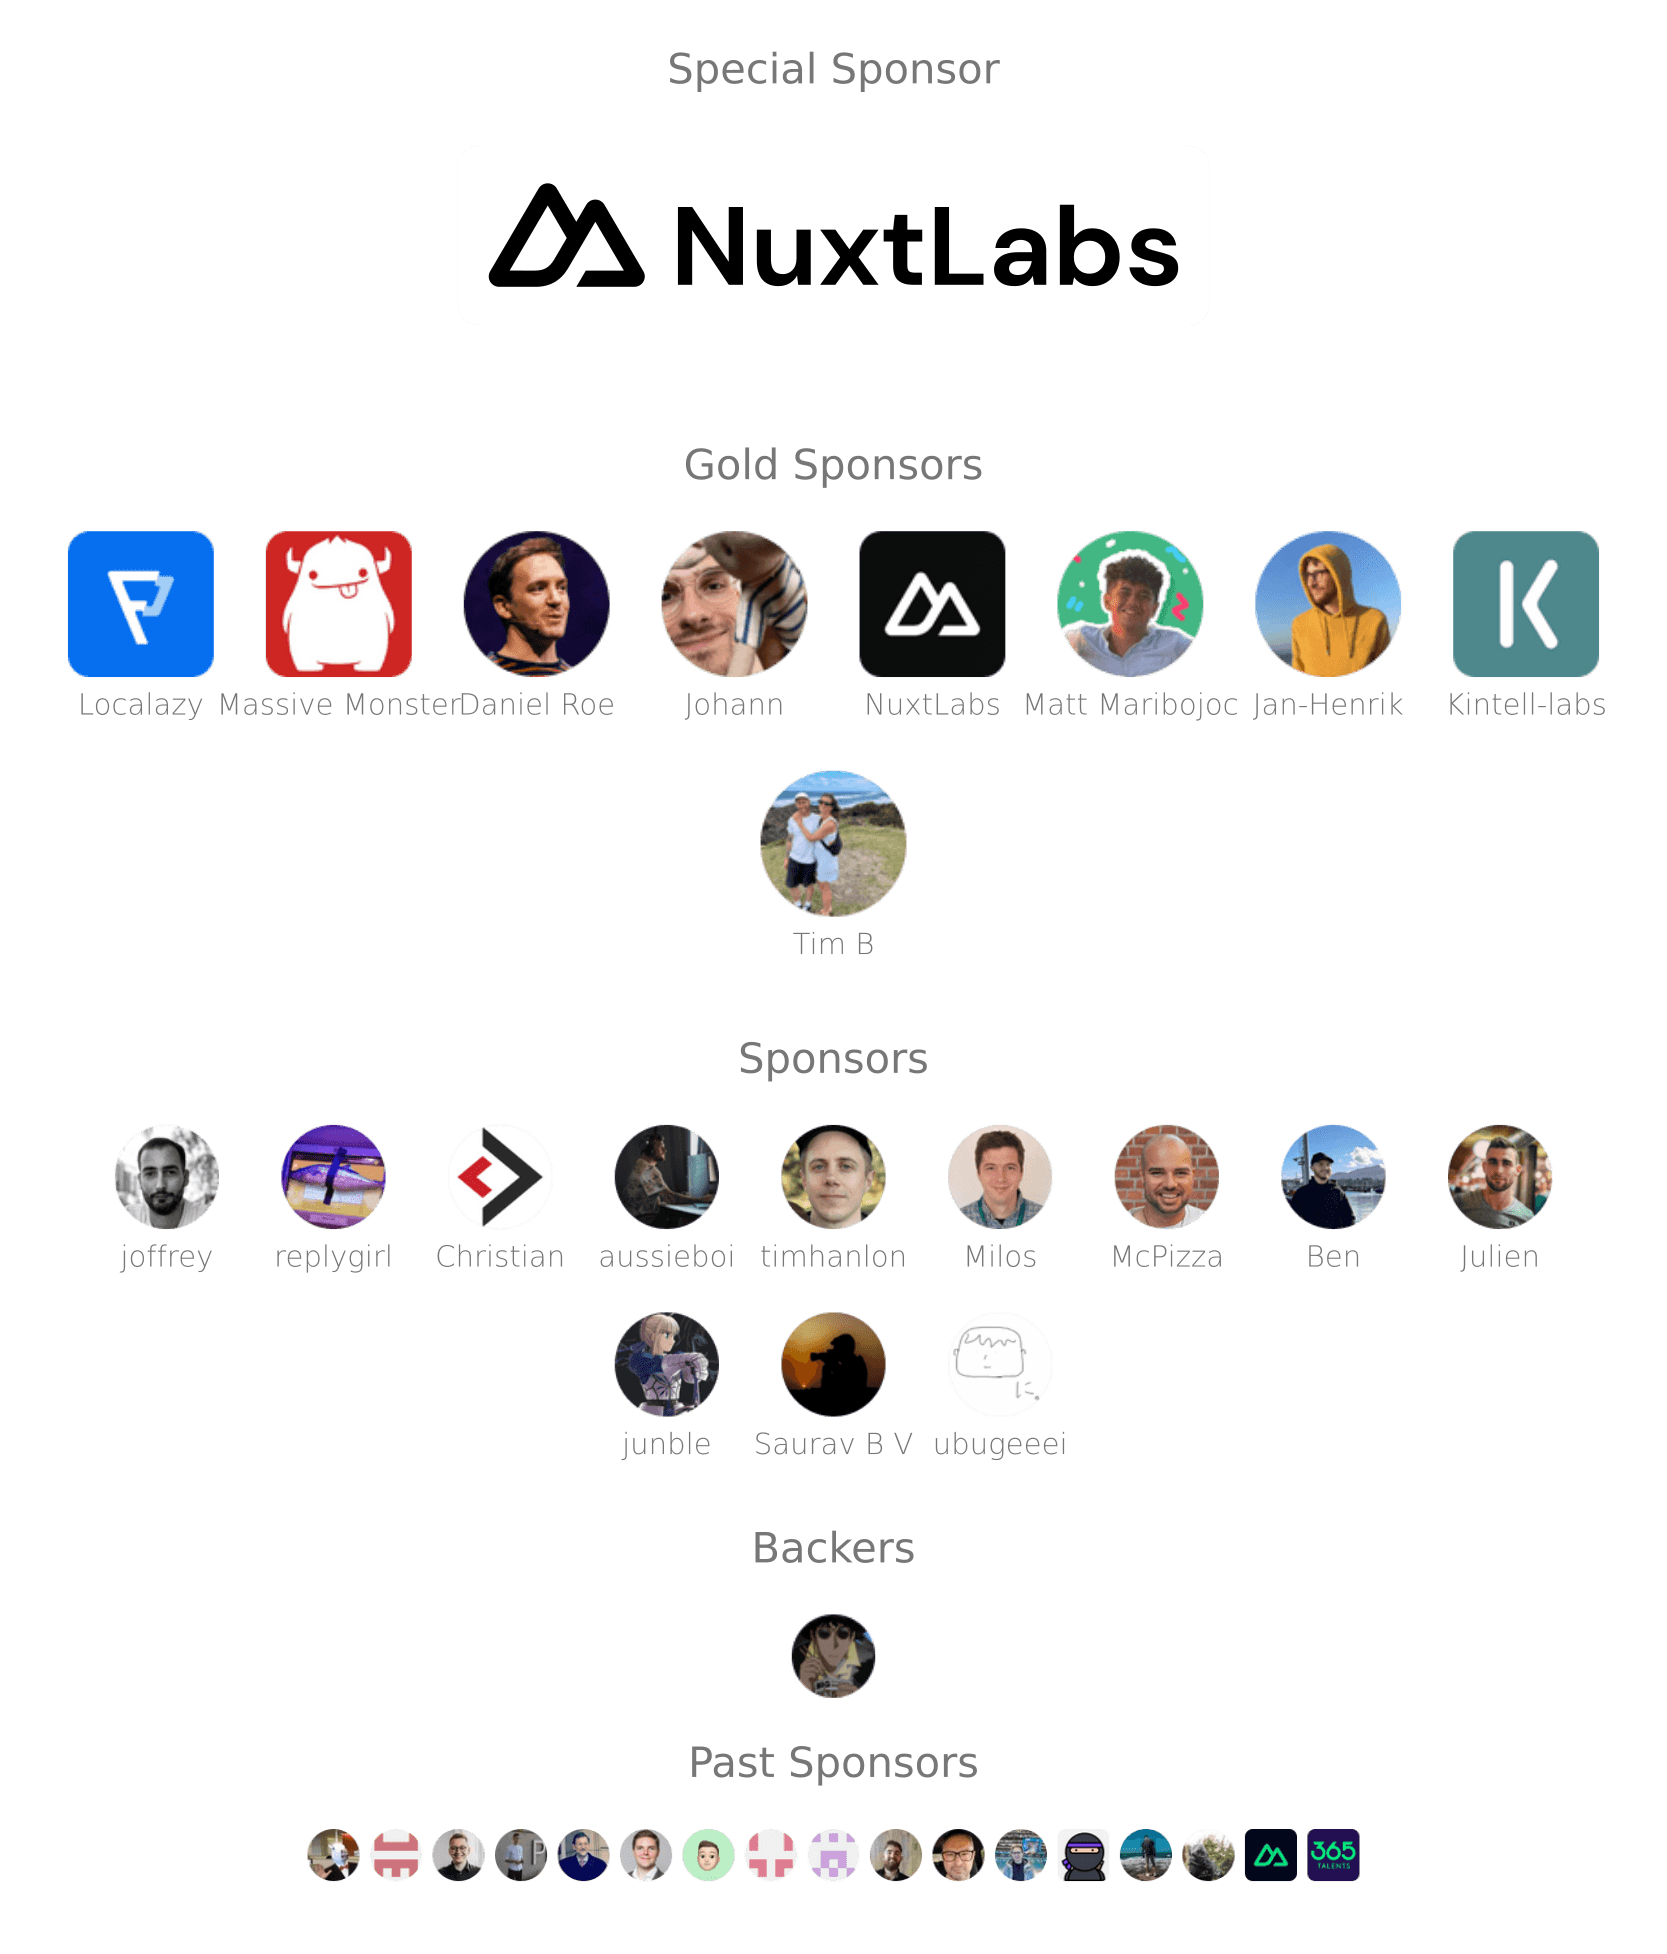 Special Sponsor
NuxtLabs
Gold Sponsors
Localazy Massive Monster Daniel Roe Johann NuxtLabs Matt Maribojoc Jan-Henrik Kintell-labs
Tim B
Sponsors
joffrey replygirl Christian aussieboi timhanlon Milos McPizza Ben Julien
junble Saurav B V ubugeeei
Backers
Past Sponsors
P
365
TALENTS